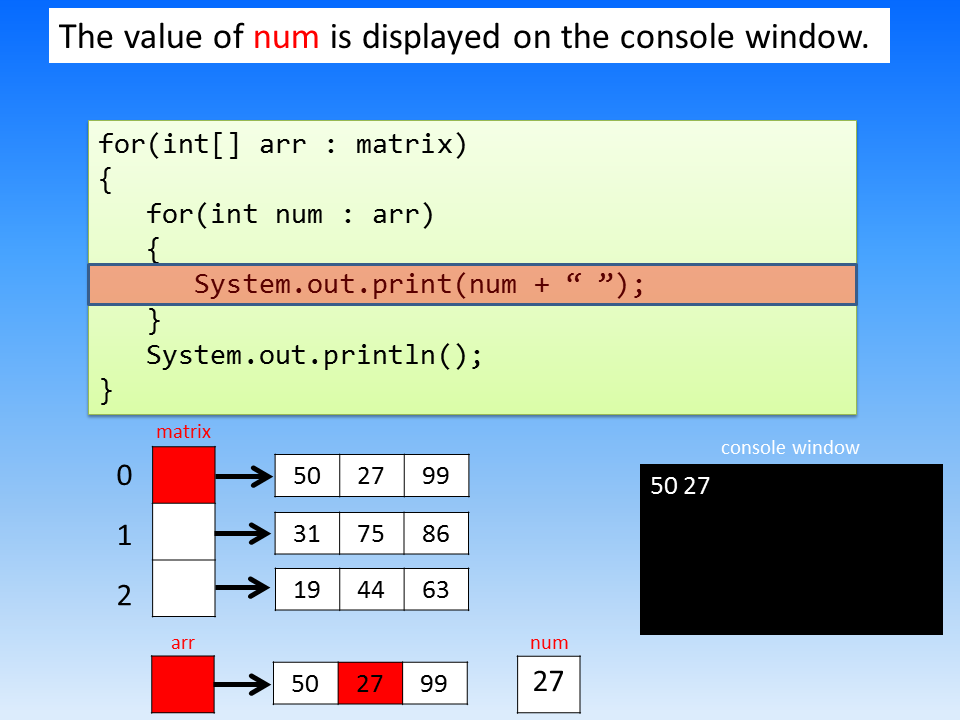 The value of num is displayed on the console window.
for(int[] arr : matrix)
{
for(int num : arr)
{
System.out.print(num + “ ”);
}
System.out.println();
}
matrix
console window
0
50 27 99
50 27
1
31 75 86
2
19 44 63
arr
num
50 27 99
27